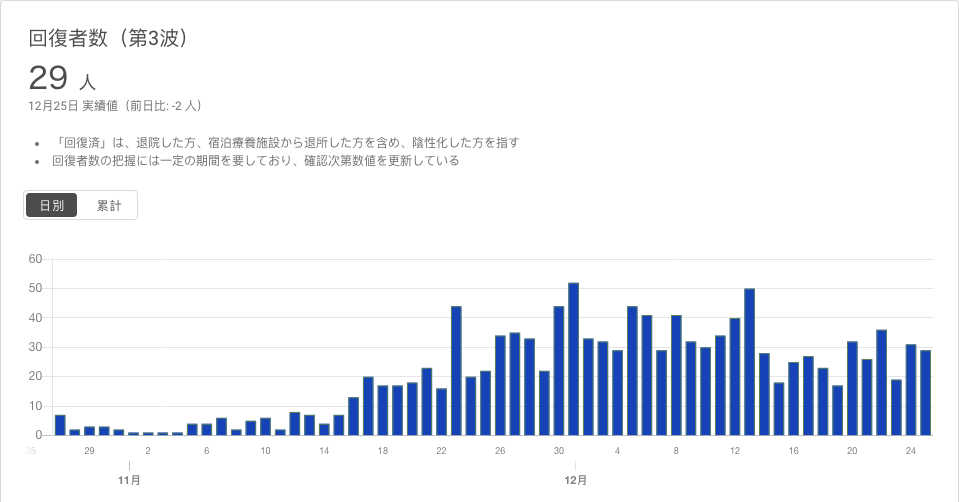 回復者数（第3波）
29 人
12月25日 実績値（前日比: -2 人）
• 「回復済」は、退院した方、宿泊療養施設から退所した方を含め、陰性化した方を指す
• 回復者数の把握には一定の期間を要しており、確認次第数値を更新している
日別 累計
60
50
40
30
20
10
0
25 29 2 6 10 14 18 22 26 30 4 8 12 16 20 24
11月 12月